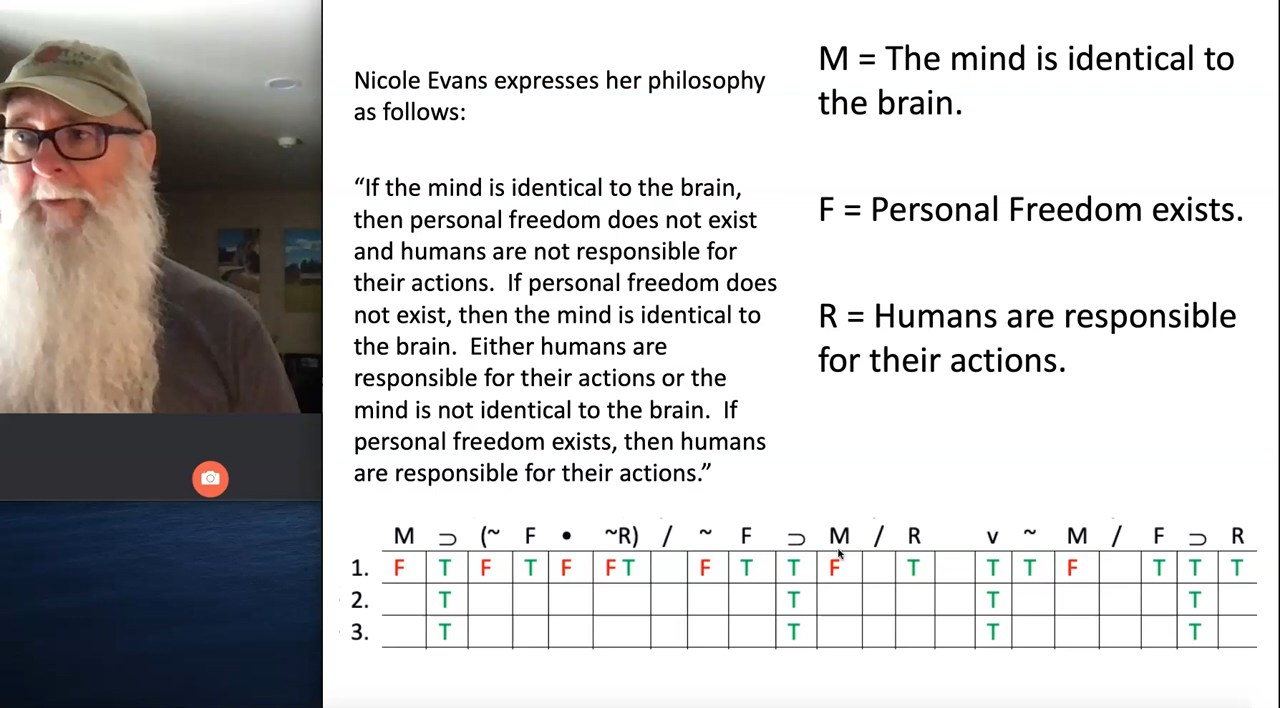 Nicole Evans expresses her philosophy
as follows:
“If the mind is identical to the brain,
then personal freedom does not exist
and humans are not responsible for
their actions.  If personal freedom does
not exist, then the mind is identical to
the brain.  Either humans are
responsible for their actions or the
mind is not identical to the brain.  If
personal freedom exists, then humans
are responsible for their actions.”
M = The mind is identical to
the brain.
F = Personal Freedom exists.
R = Humans are responsible
for their actions.
M ⊃ (~ F • ~R) / ~ F ⊃ M / R v ~ M / F ⊃ R
1. F T F T F F T F T T F T T T F T T T
2. T T T T
3. T T T T